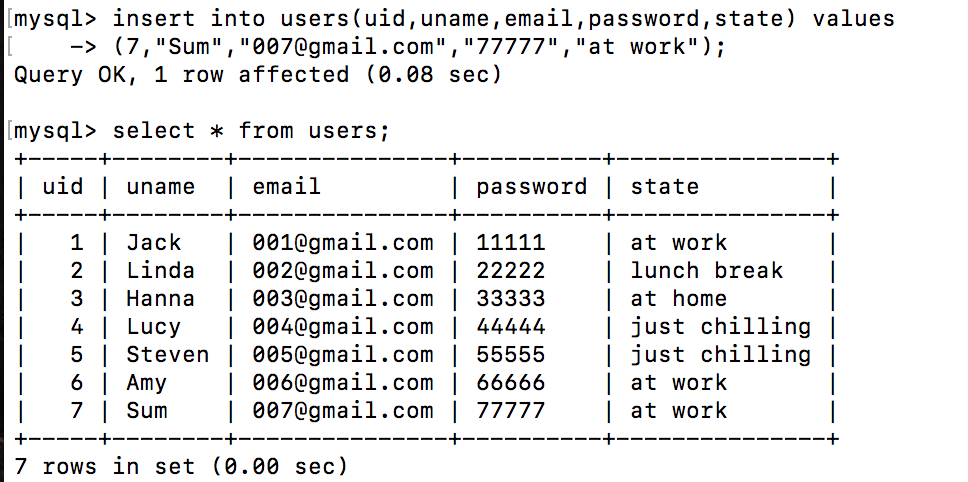 [mysql> insert into users(uid,uname,email,password,state) values
[    -> (7,"Sum","007@gmail.com","77777","at work");
Query OK, 1 row affected (0.08 sec)

[mysql> select * from users;
+-----+--------+---------------+----------+---------------+
| uid | uname  | email         | password | state         |
+-----+--------+---------------+----------+---------------+
|   1 | Jack   | 001@gmail.com | 11111    | at work       |
|   2 | Linda  | 002@gmail.com | 22222    | lunch break   |
|   3 | Hanna  | 003@gmail.com | 33333    | at home       |
|   4 | Lucy   | 004@gmail.com | 44444    | just chilling |
|   5 | Steven | 005@gmail.com | 55555    | just chilling |
|   6 | Amy    | 006@gmail.com | 66666    | at work       |
|   7 | Sum    | 007@gmail.com | 77777    | at work       |
+-----+--------+---------------+----------+---------------+
7 rows in set (0.00 sec)